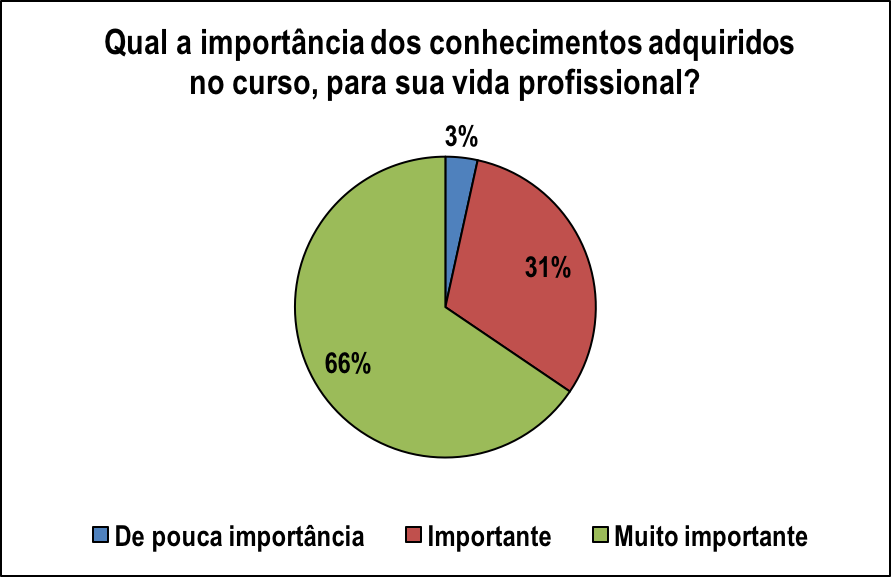 Qual a importância dos conhecimentos adquiridos
no curso, para sua vida profissional?
3%
31%
66%
De pouca importância Importante Muito importante